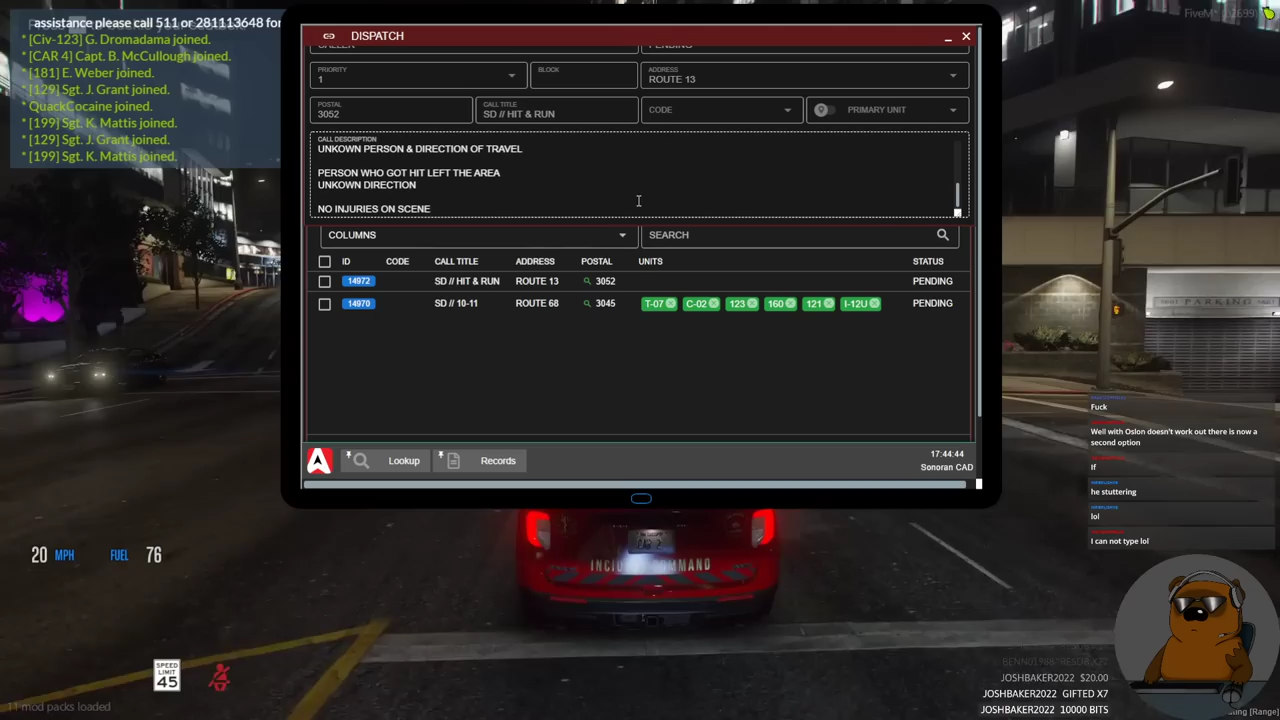 assistance please call 511 or 281113648 for
* [Civ-123] G. Dromadama joined.
* [CAR 4] Capt. B. McCullough joined.
* [181] E. Weber joined.
* [129] Sgt. J. Grant joined.
QuackCocaine joined.
* [199] Sgt. K. Mattis joined.
* [129] Sgt. J. Grant joined.
* [199] Sgt. K. Mattis joined.
DISPATCH
PRIORITY
1
BLOCK
ADDRESS
ROUTE 13
POSTAL
3052
CALL TITLE
SD // HIT & RUN
CODE
PRIMARY UNIT
CALL DESCRIPTION
UNKOWN PERSON & DIRECTION OF TRAVEL
PERSON WHO GOT HIT LEFT THE AREA
UNKOWN DIRECTION
NO INJURIES ON SCENE
COLUMNS
SEARCH
ID CODE CALL TITLE ADDRESS POSTAL UNITS STATUS
14972 SD // HIT & RUN ROUTE 13 3052 PENDING
14970 SD // 10-11 ROUTE 68 3045 T-07 C-02 123 160 121 I-12U PENDING
Lookup
Records
17:44:44
Sonoran CAD
PARKING
Fuck
Well with Oslon doesn't work out there is now a
second option
If
he stuttering
lol
I can not type lol
20 MPH FUEL 76
COMMAND
SPEED
LIMIT
45
mod packs loaded
JOSHBAKER2022 $20.00
JOSHBAKER2022 GIFTED X7
JOSHBAKER2022 10000 BITS
[Range]